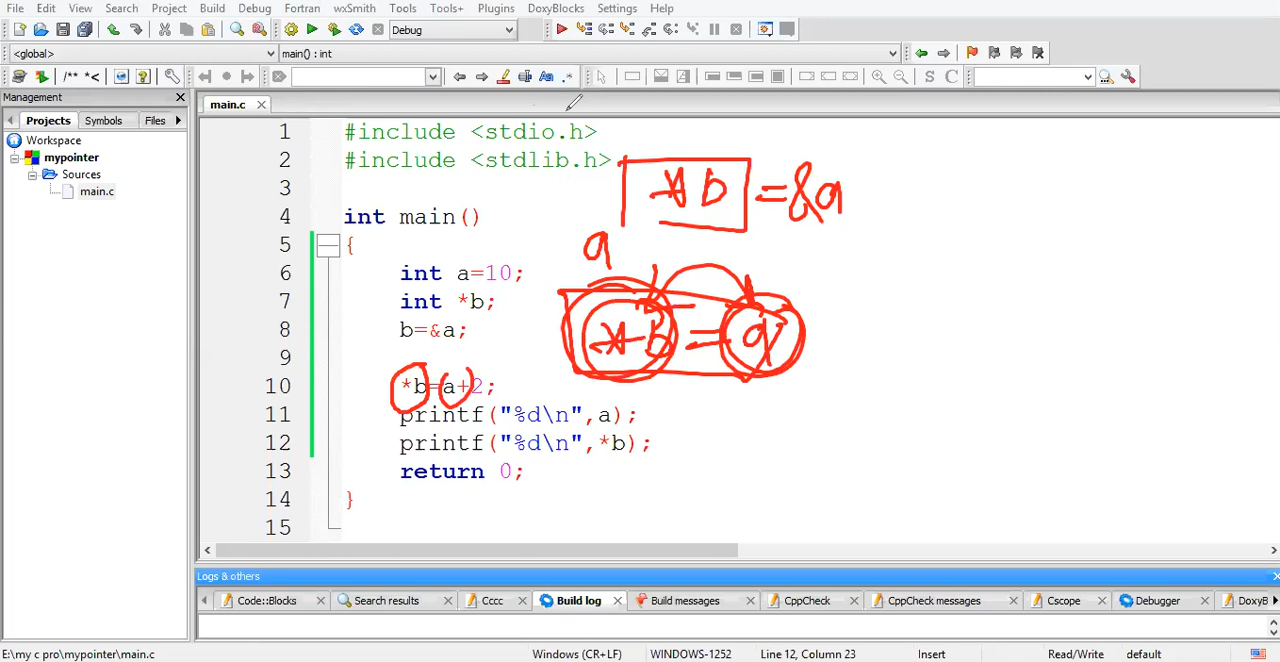 File Edit View Search Project Build Debug Fortran wxSmith Tools Tools+ Plugins DoxyBlocks Settings Help
Debug
<global> main() : int
/** *< Aa .* S C
Management
main.c
Projects Symbols Files
Workspace
mypointer
Sources
main.c
1 #include <stdio.h>
2 #include <stdlib.h>
3
*b =&a
4 int main()
5 {
a
6 int a=10;
7 int *b;
8 b=&a;
*b = a
9
10 *b=a+2;
11 printf("%d\n",a);
12 printf("%d\n",*b);
13 return 0;
14 }
15
Logs & others
Code::Blocks Search results Cccc Build log Build messages CppCheck CppCheck messages Cscope Debugger DoxyB
E:\my c pro\mypointer\main.c Windows (CR+LF) WINDOWS-1252 Line 12, Column 23 Insert Read/Write default